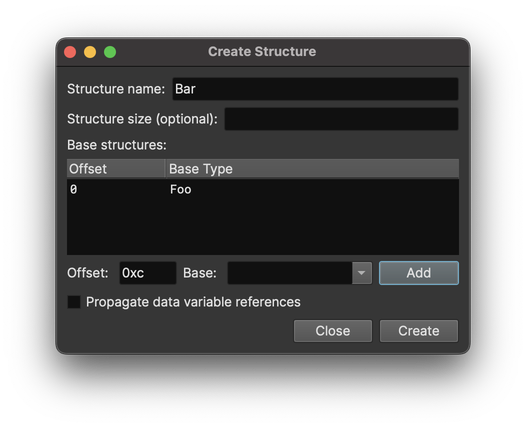 Create Structure
Structure name: Bar
Structure size (optional):
Base structures:
Offset Base Type
0 Foo
Offset: 0xc Base: Add
Propagate data variable references
Close Create